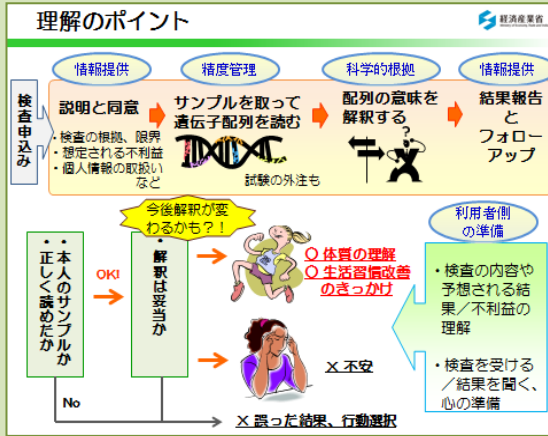 理解のポイント
経済産業省
情報提供
精度管理
科学的根拠
情報提供
検査申込み
説明と同意
・検査の根拠、限界
・想定される不利益
・個人情報の取扱い
など
サンプルを取って
遺伝子配列を読む
試験の外注も
配列の意味を
解釈する
?
結果報告
と
フォロー
アップ
今後解釈が変
わるかも?!
・本人のサンプルか
・正しく読めたか
OK!
・解釈は妥当か
○ 体質の理解
○ 生活習慣改善
のきっかけ
× 不安
No
× 誤った結果、行動選択
利用者側
の準備
・検査の内容や
予想される結
果／不利益の
理解
・検査を受ける
／結果を聞く、
心の準備